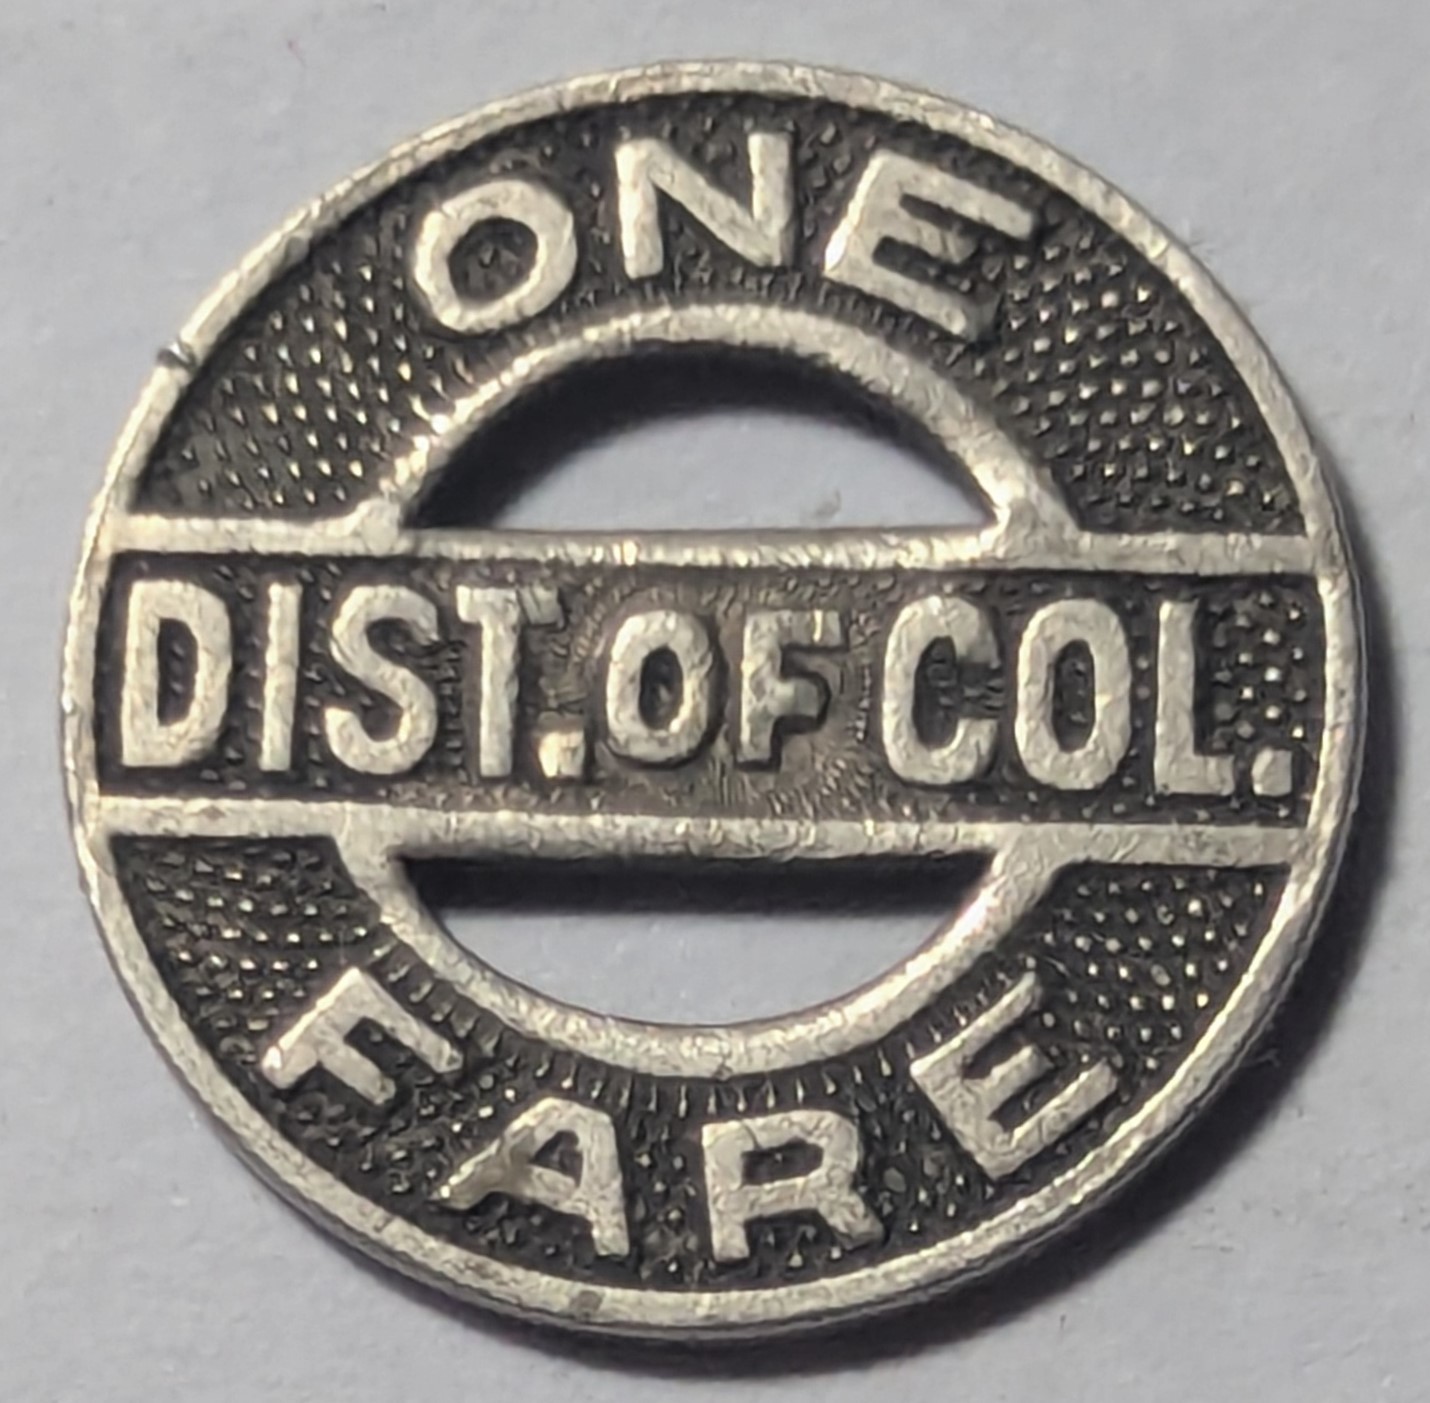 ONE
DIST. OF COL.
FARE